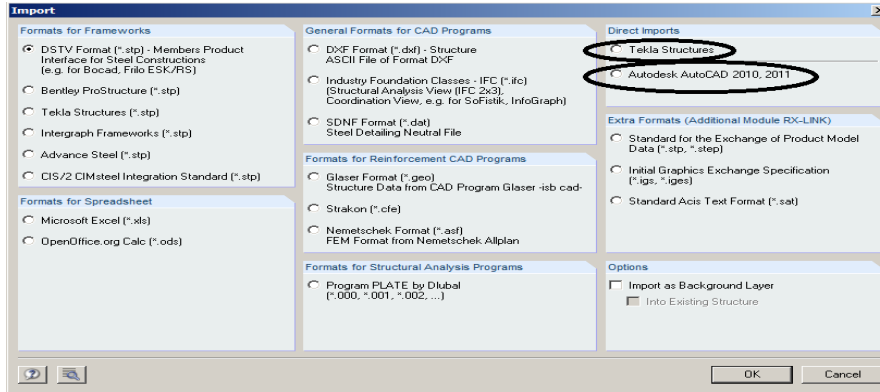 Import
Formats for Frameworks
DSTV Format (*.stp) - Members Product
Interface for Steel Constructions
(e.g. for Bocad, Frilo ESK/RS)
Bentley ProStructure (*.stp)
Tekla Structures (*.stp)
Intergraph Frameworks (*.stp)
Advance Steel (*.stp)
CIS/2 CIMsteel Integration Standard (*.stp)
Formats for Spreadsheet
Microsoft Excel (*.xls)
OpenOffice.org Calc (*.ods)
General Formats for CAD Programs
DXF Format (*.dxf) - Structure
ASCII File of Format DXF
Industry Foundation Classes - IFC (*.ifc)
(Structural Analysis View (IFC 2x3),
Coordination View, e.g. for SoFistik, InfoGraph)
SDNF Format (*.dat)
Steel Detailing Neutral File
Formats for Reinforcement CAD Programs
Glaser Format (*.geo)
Structure Data from CAD Program Glaser -isb cad-
Strakon (*.cfe)
Nemetschek Format (*.asf)
FEM Format from Nemetschek Allplan
Formats for Structural Analysis Programs
Program PLATE by Dlubal
(*.000, *.001, *.002, ...)
Direct Imports
Tekla Structures
Autodesk AutoCAD 2010, 2011
Extra Formats (Additional Module RX-LINK)
Standard for the Exchange of Product Model
Data (*.stp, *.step)
Initial Graphics Exchange Specification
(*.igs, *.iges)
Standard Acis Text Format (*.sat)
Options
Import as Background Layer
Into Existing Structure
OK
Cancel